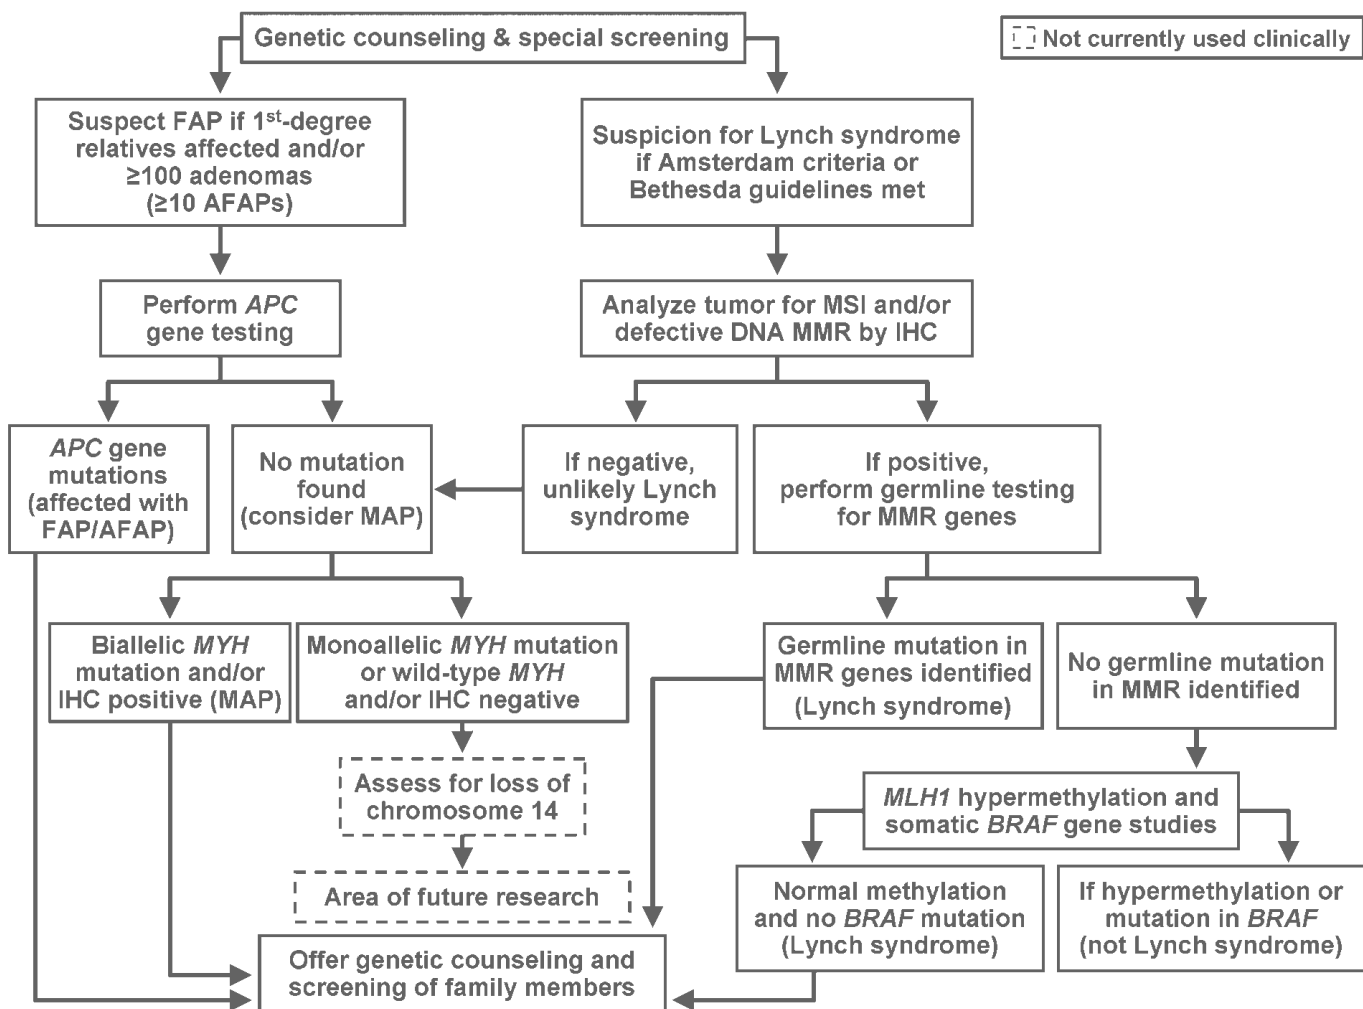 Genetic counseling & special screening
Not currently used clinically
Suspect FAP if 1st-degree
relatives affected and/or
≥100 adenomas
(≥10 AFAPs)
Suspicion for Lynch syndrome
if Amsterdam criteria or
Bethesda guidelines met
Perform APC
gene testing
Analyze tumor for MSI and/or
defective DNA MMR by IHC
APC gene
mutations
(affected with
FAP/AFAP)
No mutation
found
(consider MAP)
If negative,
unlikely Lynch
syndrome
If positive,
perform germline testing
for MMR genes
Biallelic MYH
mutation and/or
IHC positive (MAP)
Monoallelic MYH mutation
or wild-type MYH
and/or IHC negative
Germline mutation in
MMR genes identified
(Lynch syndrome)
No germline mutation
in MMR identified
Assess for loss of
chromosome 14
MLH1 hypermethylation and
somatic BRAF gene studies
Area of future research
Normal methylation
and no BRAF mutation
(Lynch syndrome)
If hypermethylation or
mutation in BRAF
(not Lynch syndrome)
Offer genetic counseling and
screening of family members